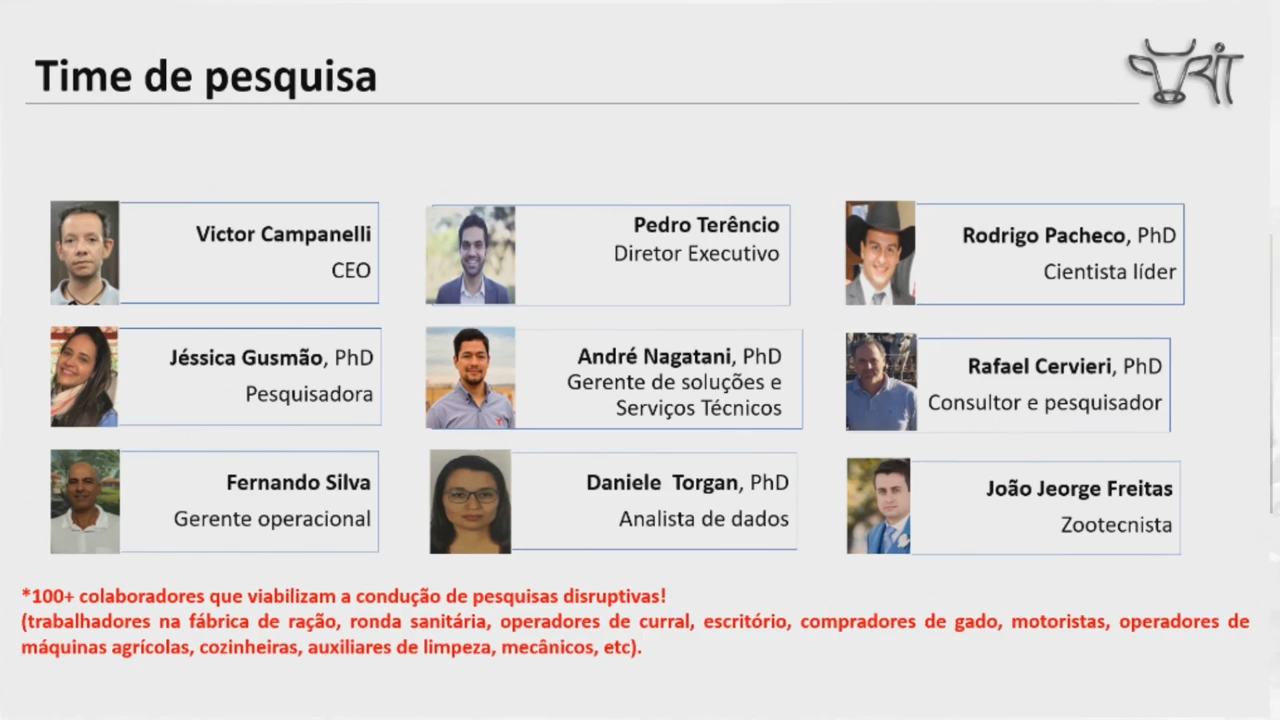 Time de pesquisa
Victor Campanelli
CEO
Pedro Terêncio
Diretor Executivo
Rodrigo Pacheco, PhD
Cientista líder
Jéssica Gusmão, PhD
Pesquisadora
André Nagatani, PhD
Gerente de soluções e
Serviços Técnicos
Rafael Cervieri, PhD
Consultor e pesquisador
Fernando Silva
Gerente operacional
Daniele Torgan, PhD
Analista de dados
João Jeorge Freitas
Zootecnista
*100+ colaboradores que viabilizam a condução de pesquisas disruptivas!
(trabalhadores na fábrica de ração, ronda sanitária, operadores de curral, escritório, compradores de gado, motoristas, operadores de
máquinas agrícolas, cozinheiras, auxiliares de limpeza, mecânicos, etc).